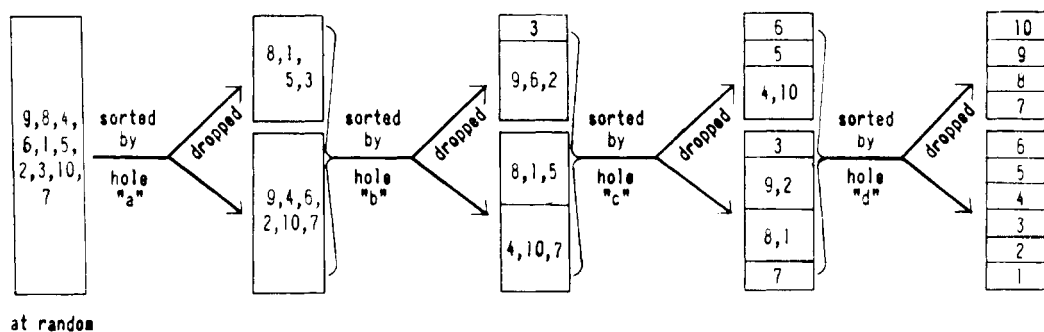 9,8,4,
6,1,5,
2,3,10,
7
at random
sorted
by
hole
"a"
dropped
8,1,
5,3
9,4,6,
2,10,7
sorted
by
hole
"b"
dropped
3
9,6,2
8,1,5
4,10,7
sorted
by
hole
"c"
dropped
6
5
4,10
3
9,2
8,1
7
sorted
by
hole
"d"
dropped
10
9
8
7
6
5
4
3
2
1